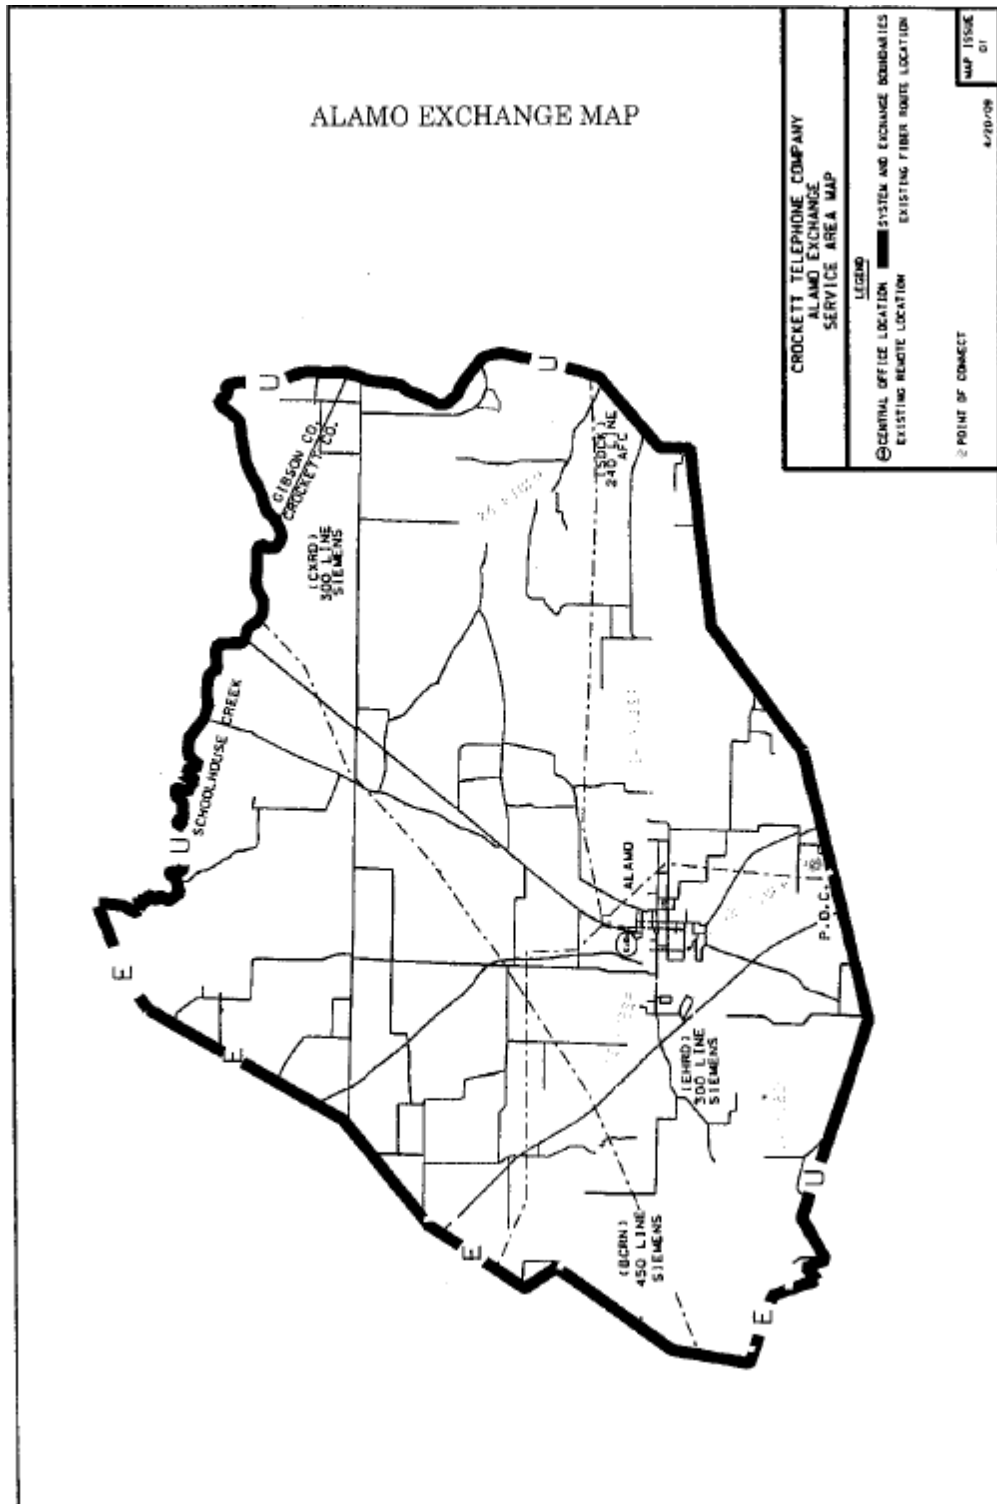 ALAMO EXCHANGE MAP
CROCKETT TELEPHONE COMPANY
ALAMO EXCHANGE
SERVICE AREA MAP
LEGEND
CENTRAL OFFICE LOCATION
SYSTEM AND EXCHANGE BOUNDARIES
EXISTING REMOTE LOCATION
EXISTING FIBER ROUTE LOCATION
POINT OF CONNECT
MAP ISSUE
01
4/20/09
U
U
GIBSON CO.
CROCKETT CO.
(CXRD)
300 LINE
SIEMENS
(SOCK)
240 LINE
AFC
SCHOOLHOUSE CREEK
U
E
E
ALAMO
P.O.C.
(EHRD)
300 LINE
SIEMENS
(BCRN)
450 LINE
SIEMENS
E
U
E